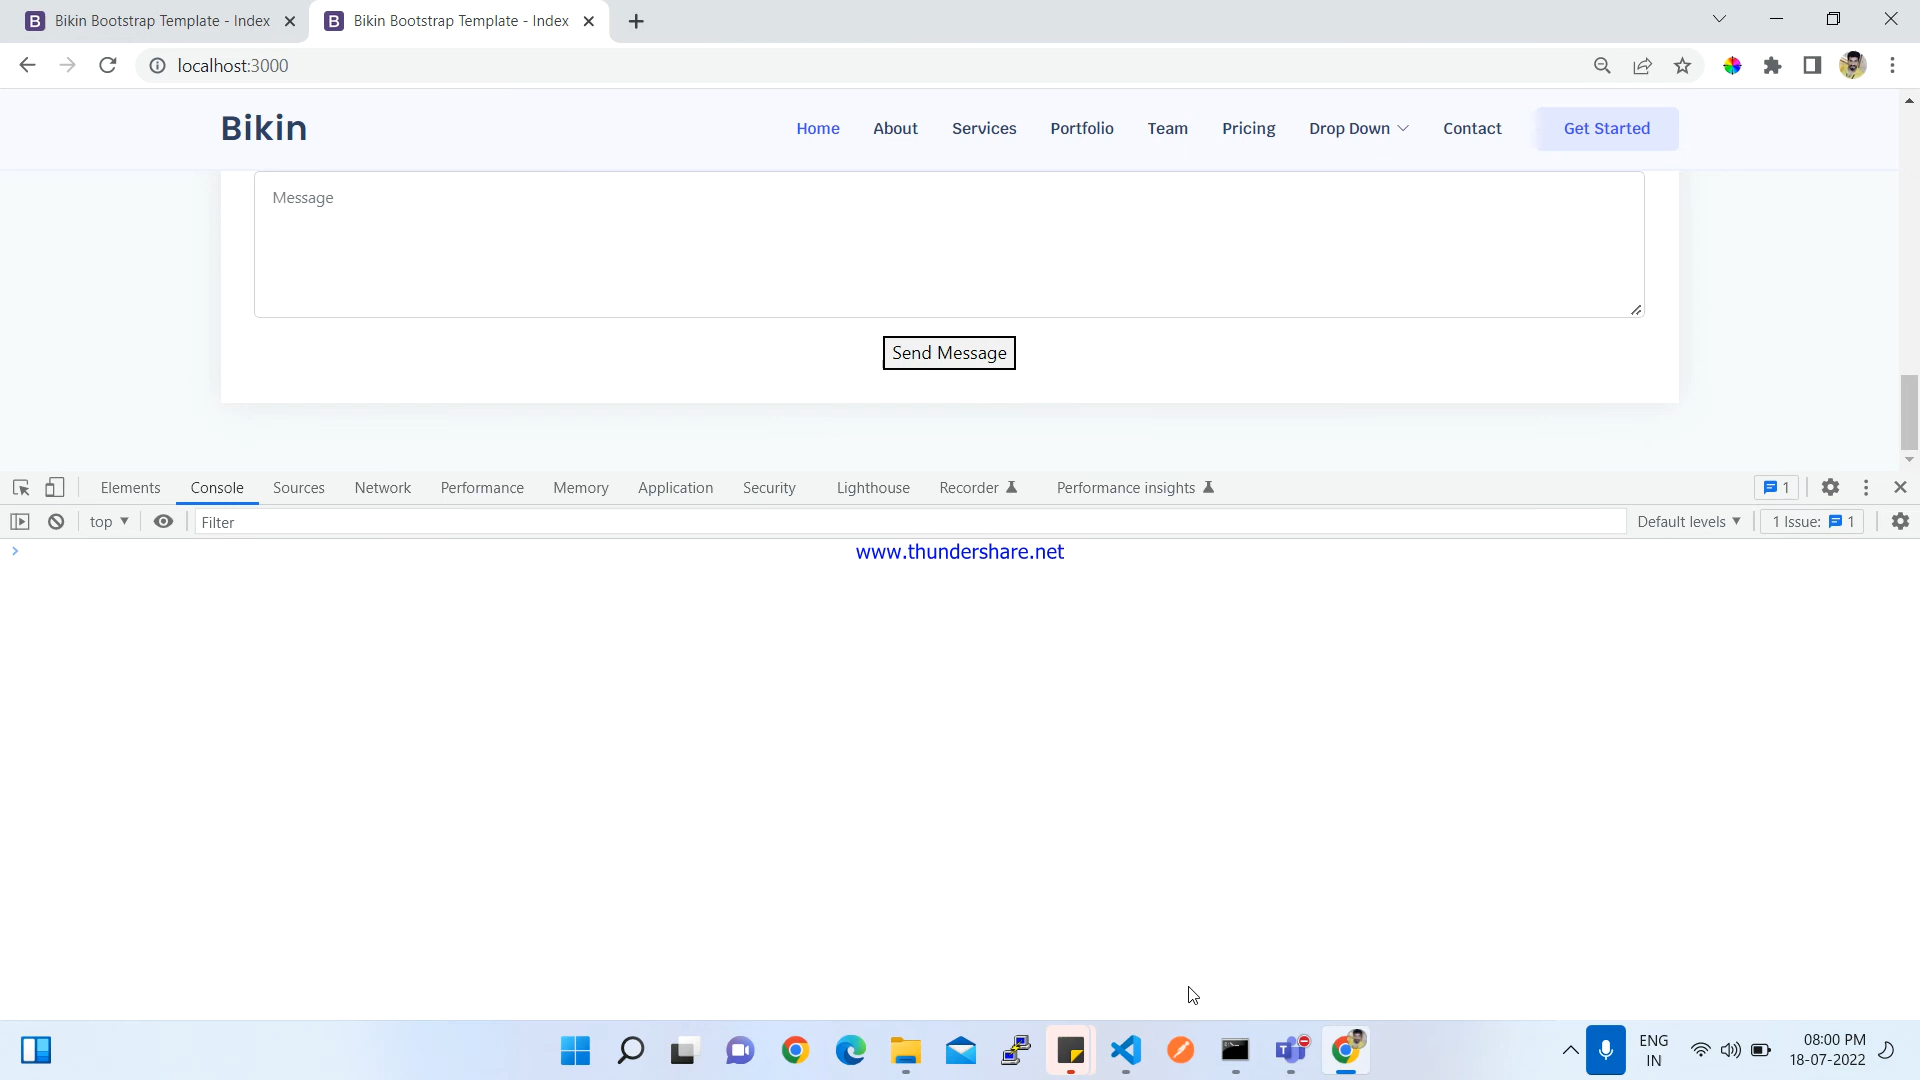 Bikin Bootstrap Template - Index
Bikin Bootstrap Template - Index
localhost:3000
Bikin
Home About Services Portfolio Team Pricing Drop Down Contact Get Started
Message
Send Message
Elements Console Sources Network Performance Memory Application Security Lighthouse Recorder Performance insights 1
top Filter Default levels 1 Issue: 1
www.thundershare.net
ENG
IN
08:00 PM
18-07-2022